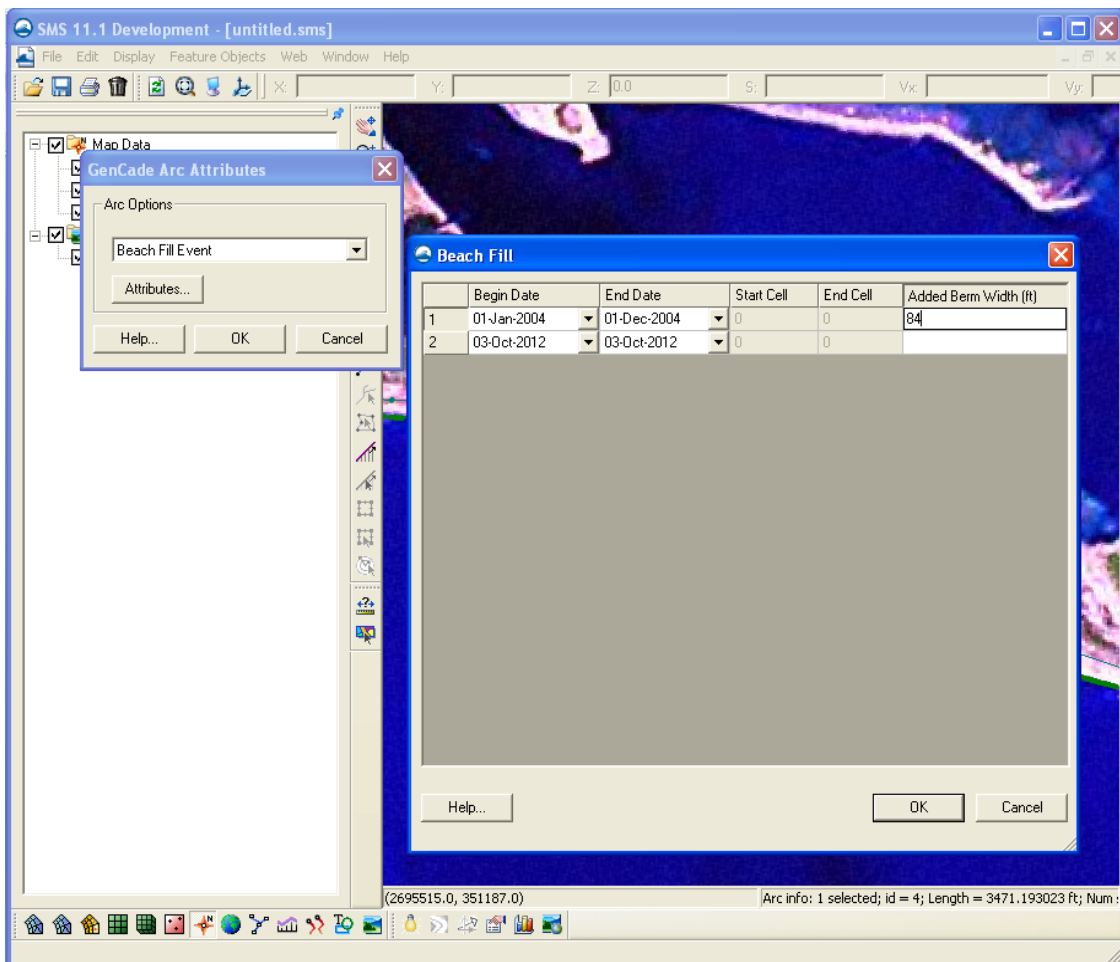 SMS 11.1 Development - [untitled.sms]
File Edit Display Feature Objects Web Window Help
X: Y: Z: 0.0 S: Vx: Vy:
Map Data
GenCade Arc Attributes
Arc Options
Beach Fill Event
Attributes...
Help... OK Cancel
Beach Fill
Begin Date End Date Start Cell End Cell Added Berm Width (ft)
1 01-Jan-2004 01-Dec-2004 0 0 84
2 03-Oct-2012 03-Oct-2012 0 0
Help... OK Cancel
(2695515.0, 351187.0) Arc info: 1 selected; id = 4; Length = 3471.193023 ft; Num